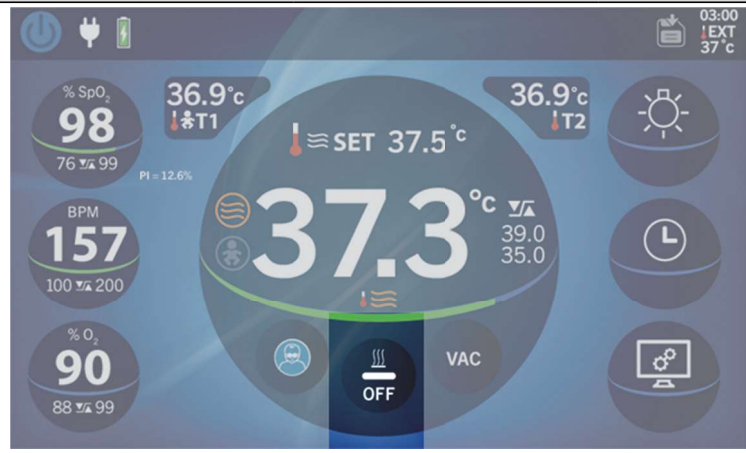 03:00
EXT
37°c
% SpO₂
98
76 99
PI = 12.6%
36.9°c
T1
36.9°c
T2
SET 37.5°c
37.3°c
39.0
35.0
BPM
157
100 200
% O₂
90
88 99
OFF
VAC